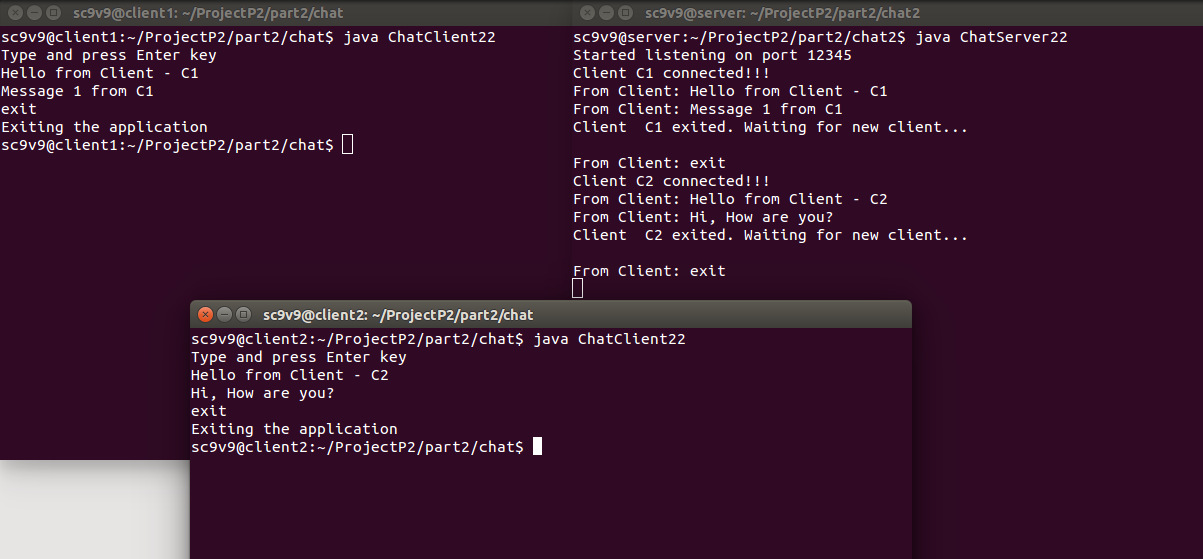 sc9v9@client1: ~/ProjectP2/part2/chat
sc9v9@client1:~/ProjectP2/part2/chat$ java ChatClient22
Type and press Enter key
Hello from Client - C1
Message 1 from C1
exit
Exiting the application
sc9v9@client1:~/ProjectP2/part2/chat$
sc9v9@server: ~/ProjectP2/part2/chat2
sc9v9@server:~/ProjectP2/part2/chat2$ java ChatServer22
Started listening on port 12345
Client C1 connected!!!
From Client: Hello from Client - C1
From Client: Message 1 from C1
Client  C1 exited. Waiting for new client...
From Client: exit
Client C2 connected!!!
From Client: Hello from Client - C2
From Client: Hi, How are you?
Client  C2 exited. Waiting for new client...
From Client: exit
sc9v9@client2: ~/ProjectP2/part2/chat
sc9v9@client2:~/ProjectP2/part2/chat$ java ChatClient22
Type and press Enter key
Hello from Client - C2
Hi, How are you?
exit
Exiting the application
sc9v9@client2:~/ProjectP2/part2/chat$